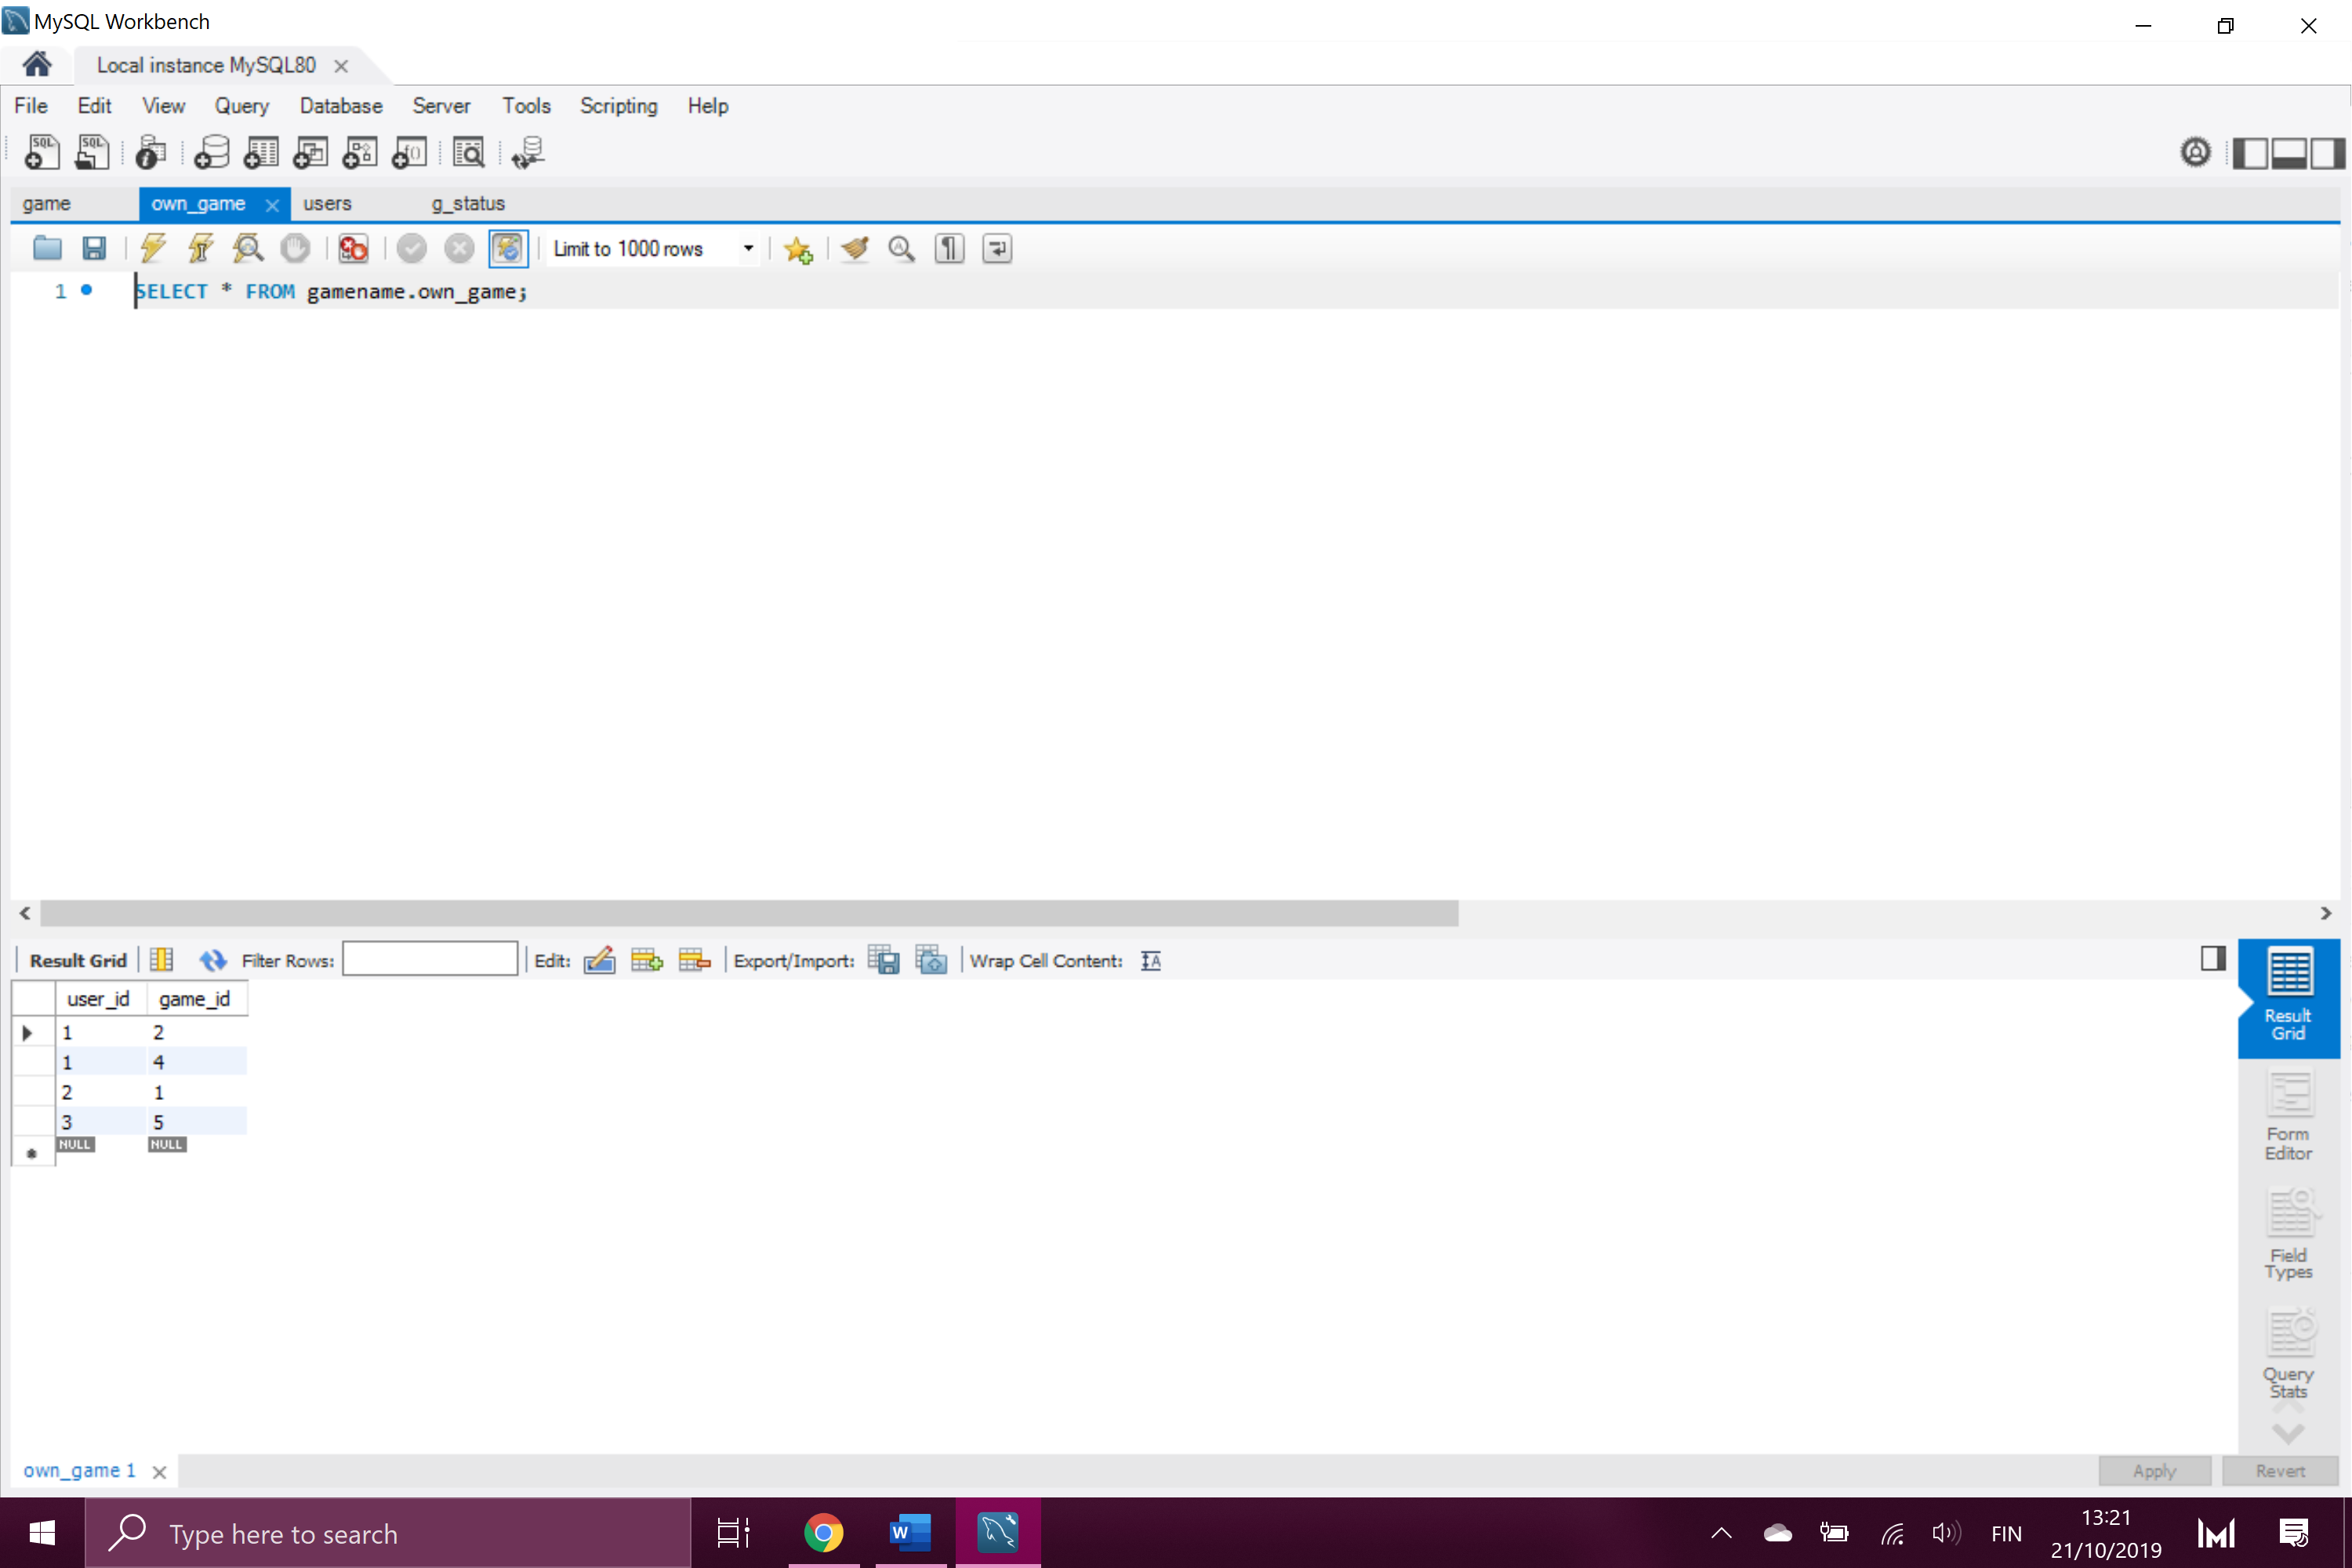 MySQL Workbench
Local instance MySQL80
File Edit View Query Database Server Tools Scripting Help
game own_game users g_status
Limit to 1000 rows
1 SELECT * FROM gamename.own_game;
Result Grid Filter Rows: Edit: Export/Import: Wrap Cell Content:
user_id game_id
1 2
1 4
2 1
3 5
NULL NULL
Result
Grid
Form
Editor
Field
Types
Query
Stats
own_game 1 Apply Revert
Type here to search
FIN
13:21
21/10/2019